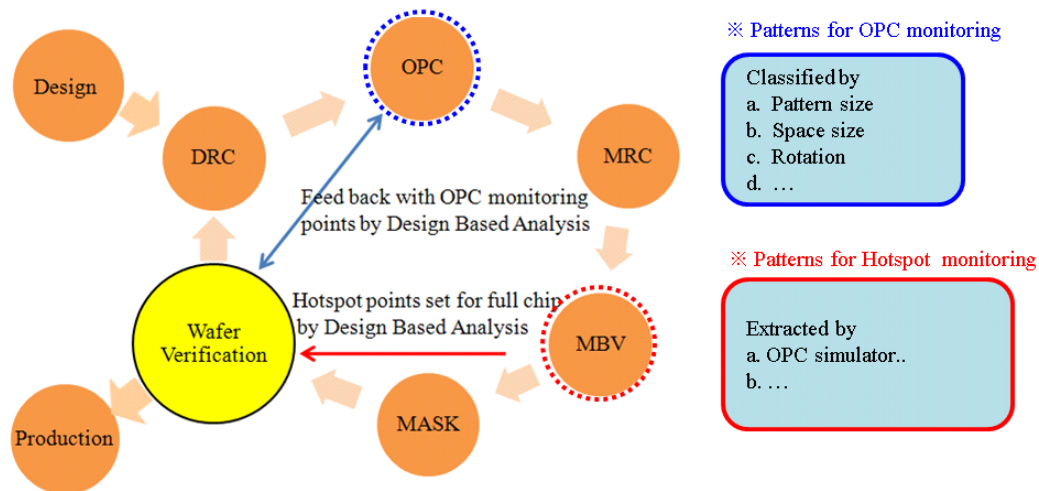 ※ Patterns for OPC monitoring
Classified by
a. Pattern size
b. Space size
c. Rotation
d. …
Design
OPC
DRC
MRC
Feed back with OPC monitoring
points by Design Based Analysis
※ Patterns for Hotspot monitoring
Hotspot points set for full chip
by Design Based Analysis
Wafer
Verification
MBV
Extracted by
a. OPC simulator..
b. …
MASK
Production